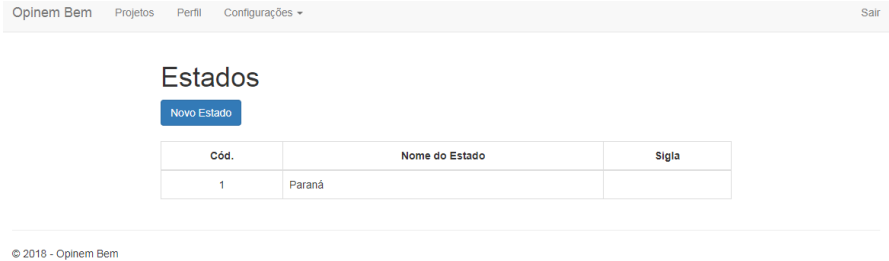 Opinem Bem Projetos Perfil Configurações Sair
Estados
Novo Estado
Cód. Nome do Estado Sigla
1 Paraná
© 2018 - Opinem Bem